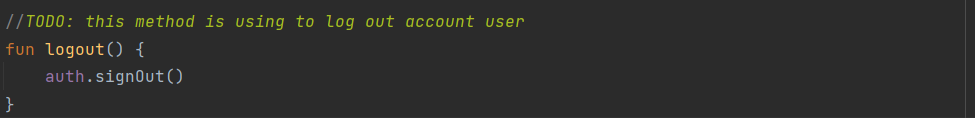 //TODO: this method is using to log out account user
fun logout() {
    auth.signOut()
}